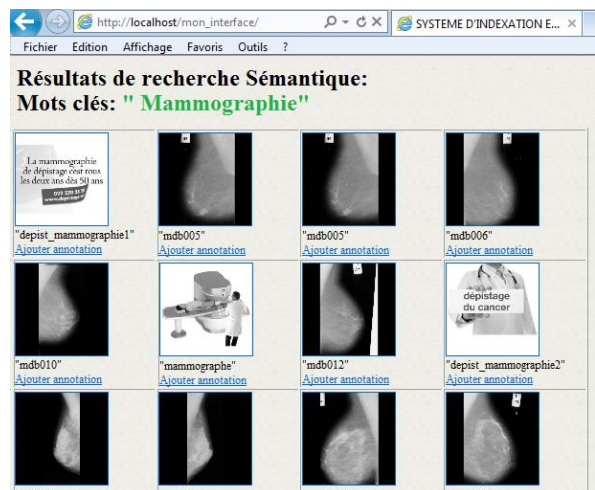 http://localhost/mon_interface/
SYSTEME D'INDEXATION E...
Fichier Edition Affichage Favoris Outils ?
Résultats de recherche Sémantique:
Mots clés: " Mammographie"
La mammographie
de dépistage c'est tous
les deux ans dès 50 ans
"depist_mammographie1" "mdb005" "mdb005" "mdb006"
Ajouter annotation Ajouter annotation Ajouter annotation Ajouter annotation
dépistage
du cancer
"mdb010" "mammographe" "mdb012" "depist_mammographie2"
Ajouter annotation Ajouter annotation Ajouter annotation Ajouter annotation